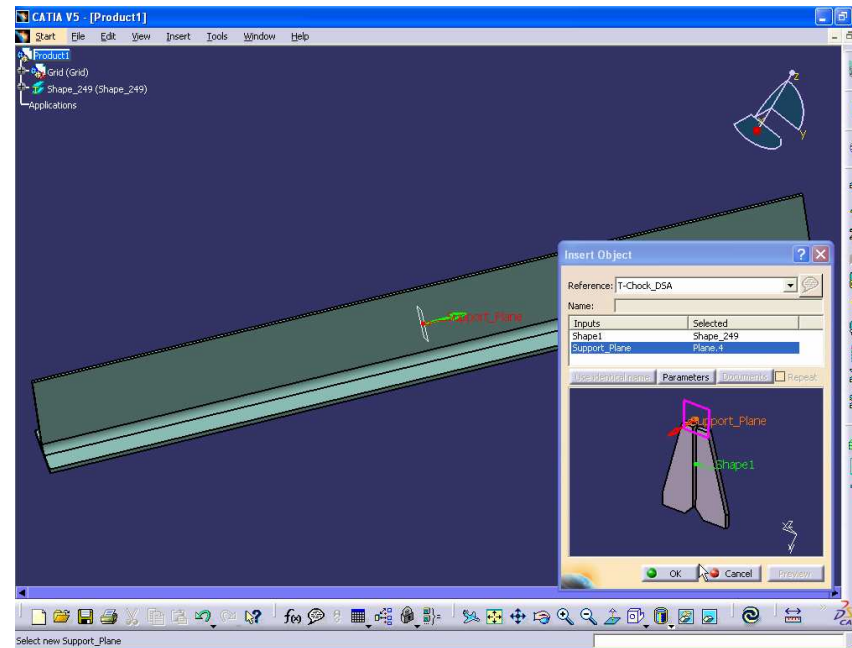 CATIA V5 - [Product1]
Start File Edit View Insert Tools Window Help
Product1
Grid (Grid)
Shape_249 (Shape_249)
Applications
z
y
Support_Plane
Insert Object
Reference: T-Chock_DSA
Name:
Inputs Selected
Shape1 Shape_249
Support_Plane Plane.4
Use identical name Parameters Documents Repeat
Support_Plane
Shape1
OK Cancel Preview
f(x)
Select new Support_Plane